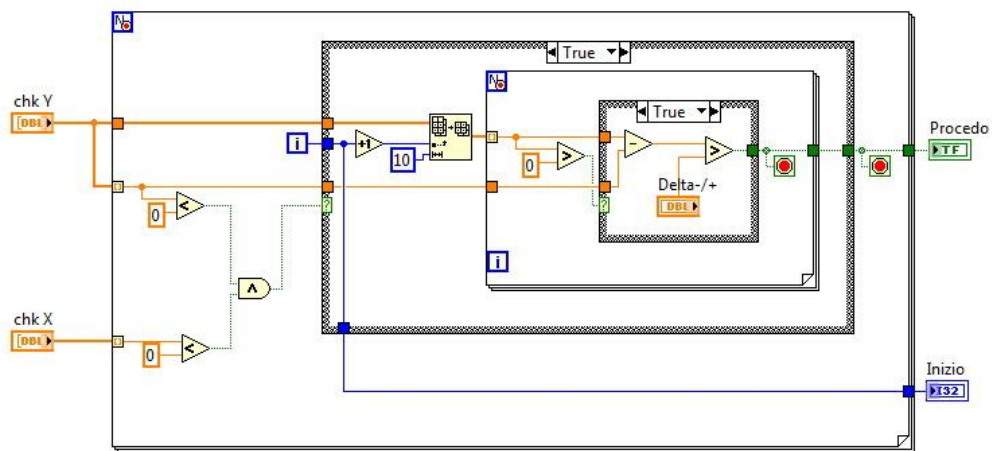 N
True
N
chk Y
[DBL]
True
Procedo
i
+1
TF
10
0
>
-
>
Delta-/+
0
<
?
?
DBL
i
∧
chk X
[DBL]
0
<
Inizio
I32